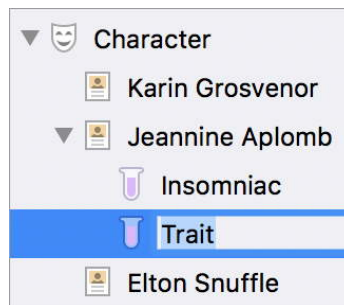 Character
Karin Grosvenor
Jeannine Aplomb
Insomniac
Trait
Elton Snuffle